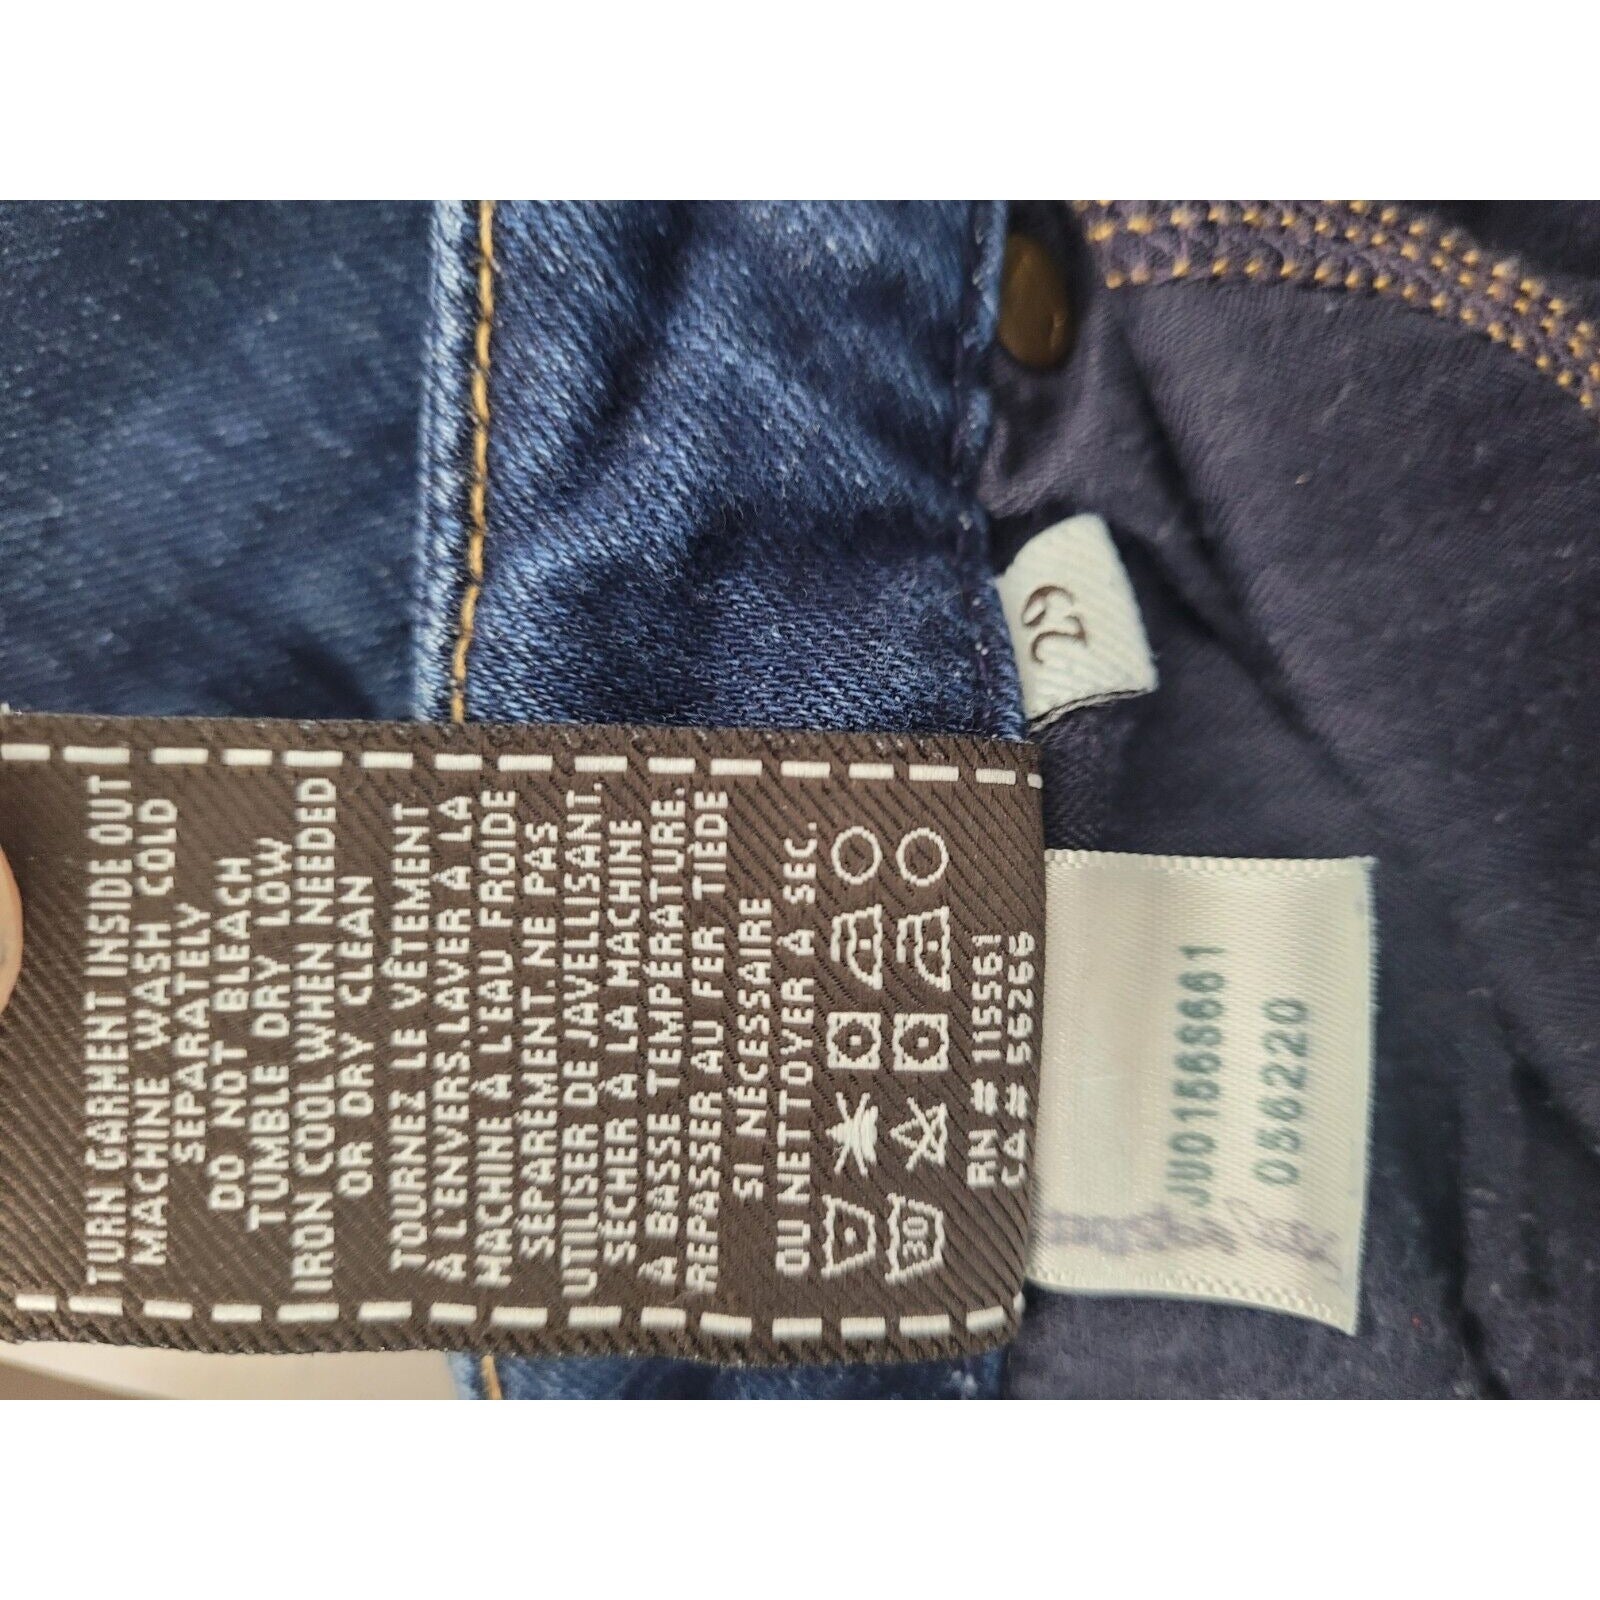 TURN GARMENT INSIDE OUT
MACHINE WASH COLD
SEPARATELY
DO NOT BLEACH
TUMBLE DRY LOW
IRON COOL WHEN NEEDED
OR DRY CLEAN
TOURNEZ LE VÊTEMENT
À L'ENVERS.LAVER À LA
MACHINE À L'EAU FROIDE
SÉPARÉMENT.NE PAS
UTILISER DE JAVELLISANT.
SÉCHER À LA MACHINE
À BASSE TEMPÉRATURE.
REPASSER AU FER TIÈDE
SI NÉCESSAIRE
OU NETTOYER À SEC.
30
RN # 115561
CA # 56266
29
JU0156S661
056220